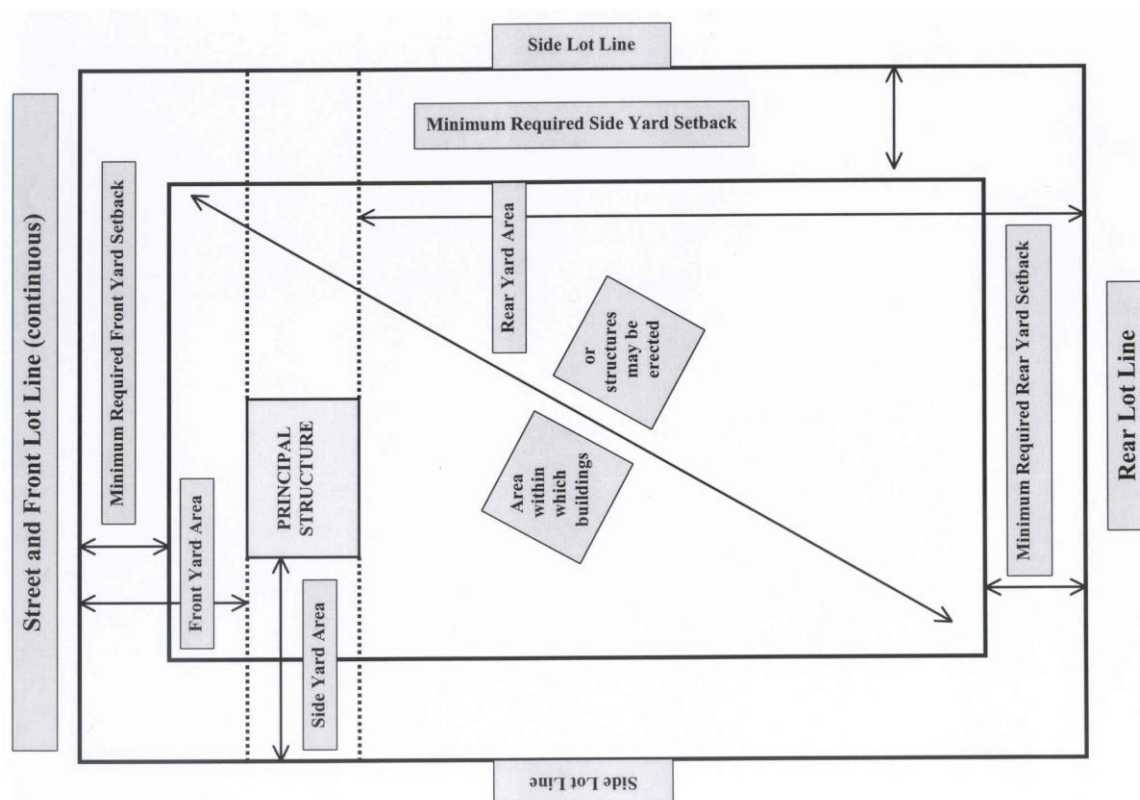 Side Lot Line
Minimum Required Side Yard Setback
Street and Front Lot Line (continuous)
Minimum Required Front Yard Setback
Front Yard Area
PRINCIPAL
STRUCTURE
Side Yard Area
Rear Yard Area
Area
within
which
buildings
or
structures
may be
erected
Minimum Required Rear Yard Setback
Rear Lot Line
Side Lot Line